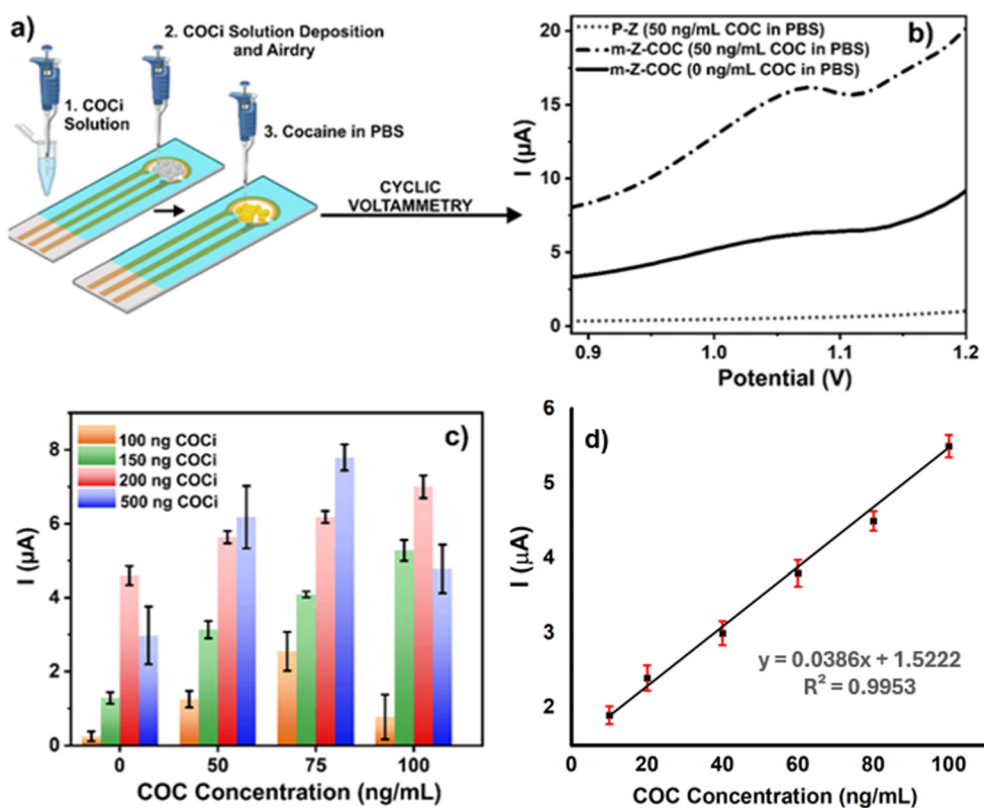 a)
2. COCi Solution Deposition
and Airdry
1. COCi
Solution
3. Cocaine in PBS
CYCLIC
VOLTAMMETRY
b)
P-Z (50 ng/mL COC in PBS)
m-Z-COC (50 ng/mL COC in PBS)
m-Z-COC (0 ng/mL COC in PBS)
I (µA)
20
15
10
5
0
0.9 1.0 1.1 1.2
Potential (V)
c)
100 ng COCi
150 ng COCi
200 ng COCi
500 ng COCi
I (µA)
8
6
4
2
0
0 50 75 100
COC Concentration (ng/mL)
d)
I (µA)
6
5
4
3
2
y = 0.0386x + 1.5222
R² = 0.9953
0 20 40 60 80 100
COC Concentration (ng/mL)